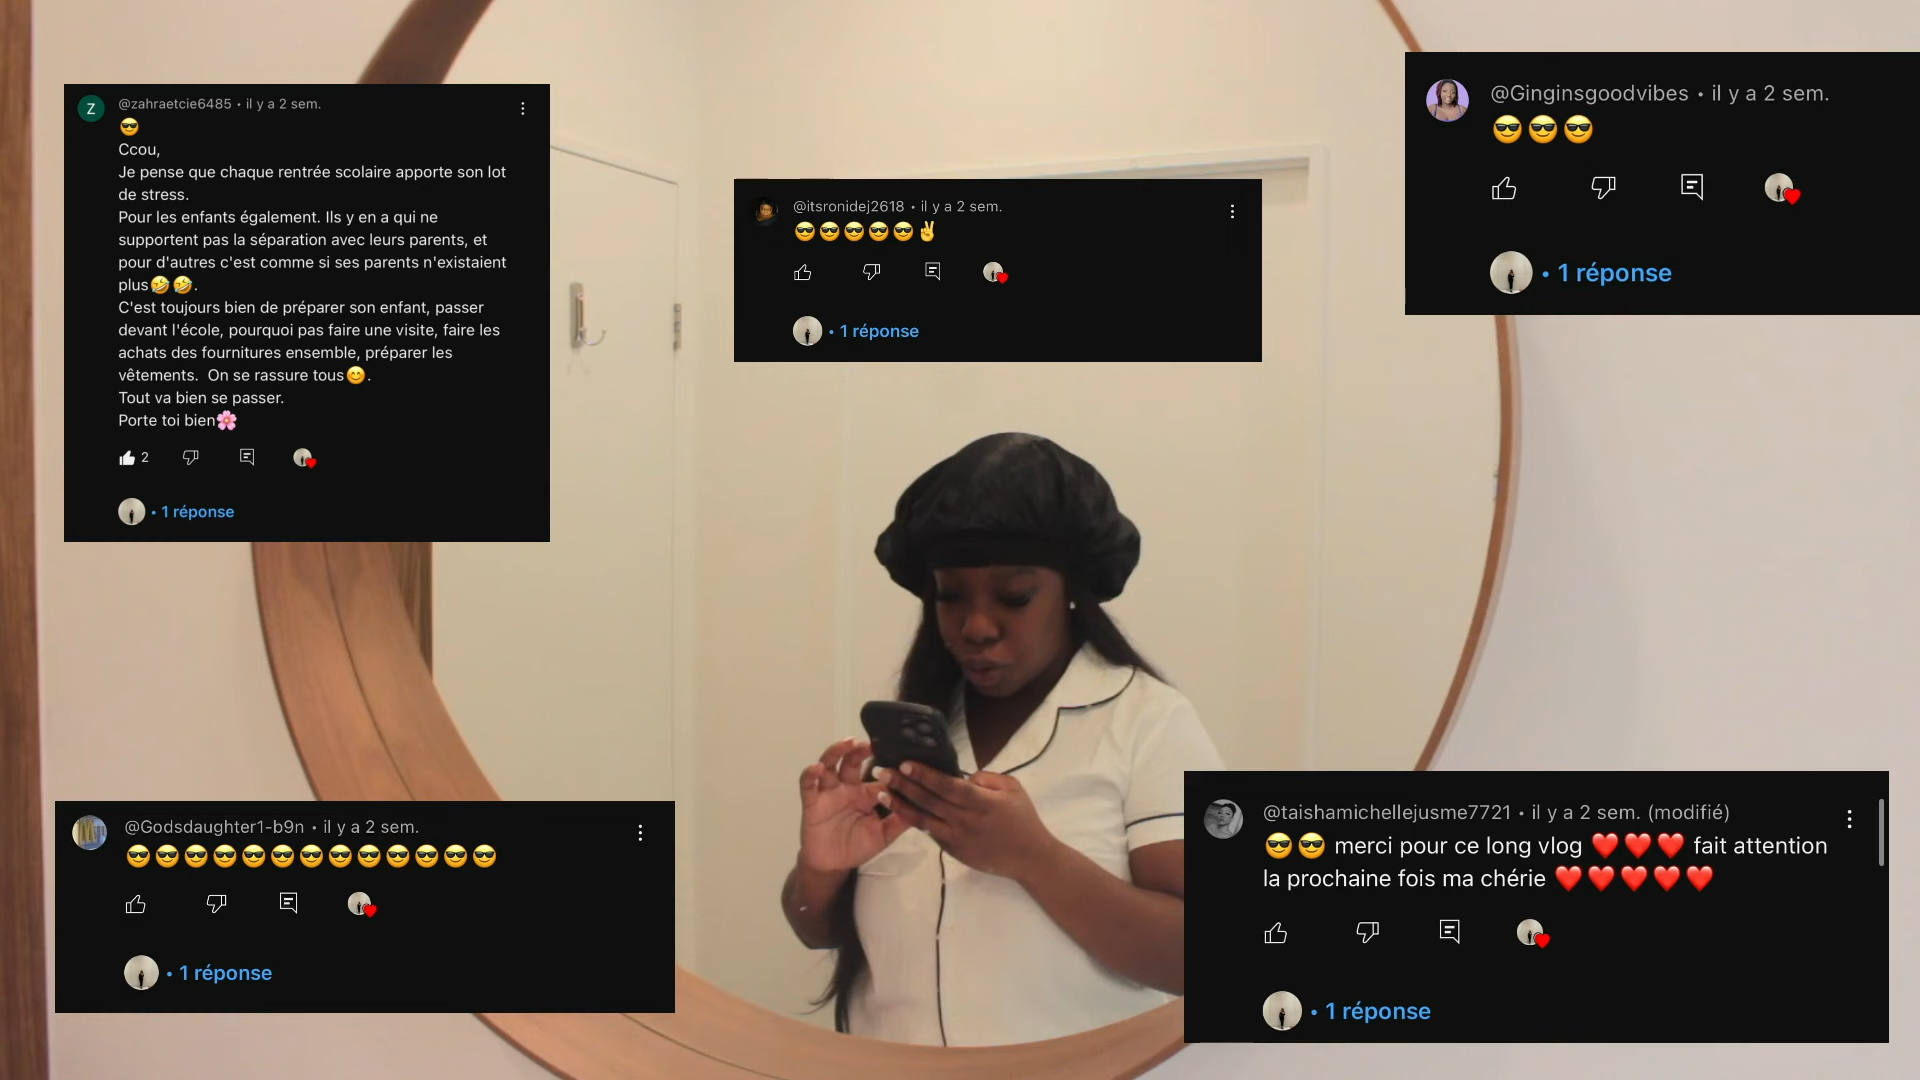 Z
@zahraetcie6485 • il y a 2 sem.
😎
Ccou,
Je pense que chaque rentrée scolaire apporte son lot
de stress.
Pour les enfants également. Ils y en a qui ne
supportent pas la séparation avec leurs parents, et
pour d'autres c'est comme si ses parents n'existaient
plus🤣🤣.
C'est toujours bien de préparer son enfant, passer
devant l'école, pourquoi pas faire une visite, faire les
achats des fournitures ensemble, préparer les
vêtements.  On se rassure tous😊.
Tout va bien se passer.
Porte toi bien🌸
2
• 1 réponse
@itsronidej2618 • il y a 2 sem.
😎😎😎😎😎✌
• 1 réponse
@Ginginsgoodvibes • il y a 2 sem.
😎😎😎
• 1 réponse
@Godsdaughter1-b9n • il y a 2 sem.
😎😎😎😎😎😎😎😎😎😎😎😎😎
• 1 réponse
@taishamichellejusme7721 • il y a 2 sem. (modifié)
😎😎 merci pour ce long vlog ❤️❤️❤️ fait attention
la prochaine fois ma chérie ❤️❤️❤️❤️❤️
• 1 réponse